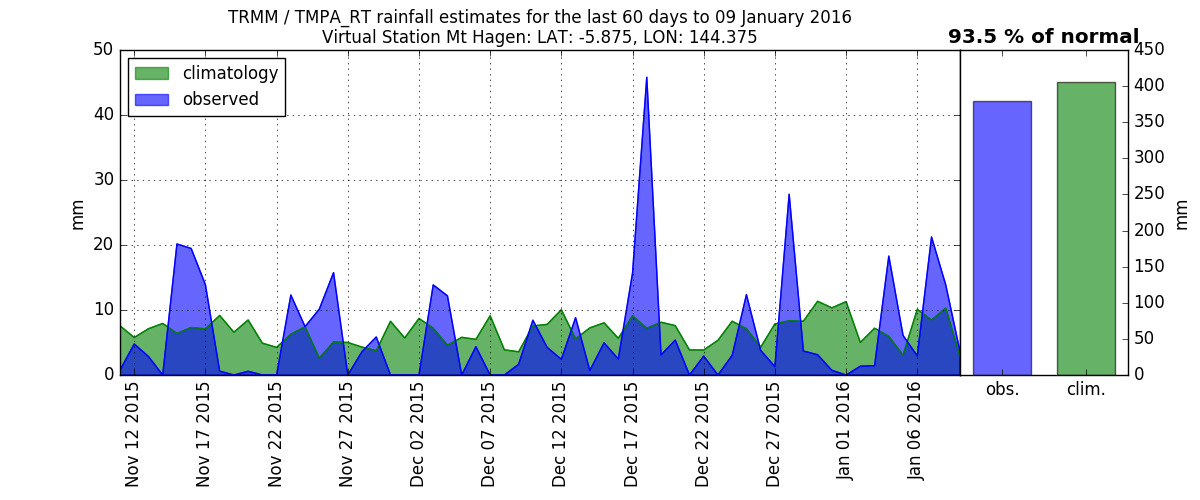 TRMM / TMPA_RT rainfall estimates for the last 60 days to 09 January 2016
Virtual Station Mt Hagen: LAT: -5.875, LON: 144.375
93.5 % of normal
climatology
observed
mm
50
40
30
20
10
0
Nov 12 2015
Nov 17 2015
Nov 22 2015
Nov 27 2015
Dec 02 2015
Dec 07 2015
Dec 12 2015
Dec 17 2015
Dec 22 2015
Dec 27 2015
Jan 01 2016
Jan 06 2016
obs.
clim.
450
400
350
300
250
200
150
100
50
0
mm